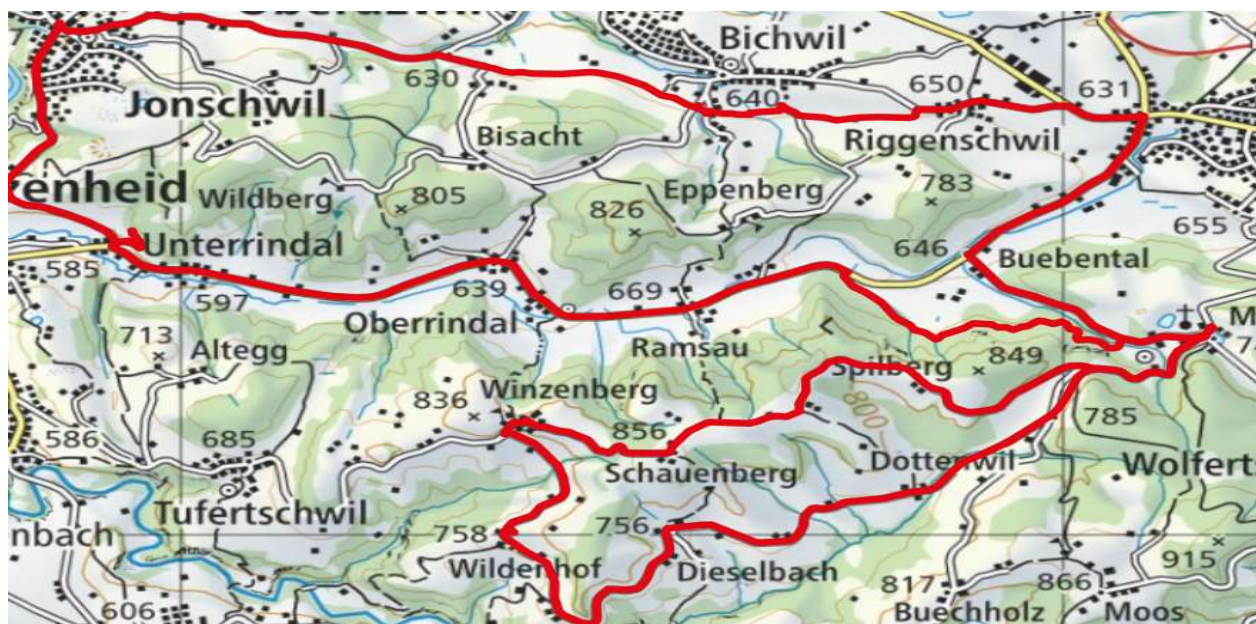 Bichwil
630
650
631
640
Jonschwil
Bisacht
Riggenschwil
enheid
Wildberg
805
Eppenberg
783
826
655
Unterrindal
646
Buebental
585
597
639
669
713
Oberrindal
M
Altegg
Ramsau
849
Spilberg
Winzenberg
836
800
785
586
685
856
Schauenberg
Dottenwil
Wolfert
Tufertschwil
nbach
758
756
915
Wildenhof
Dieselbach
817
866
606
Buechholz
Moos